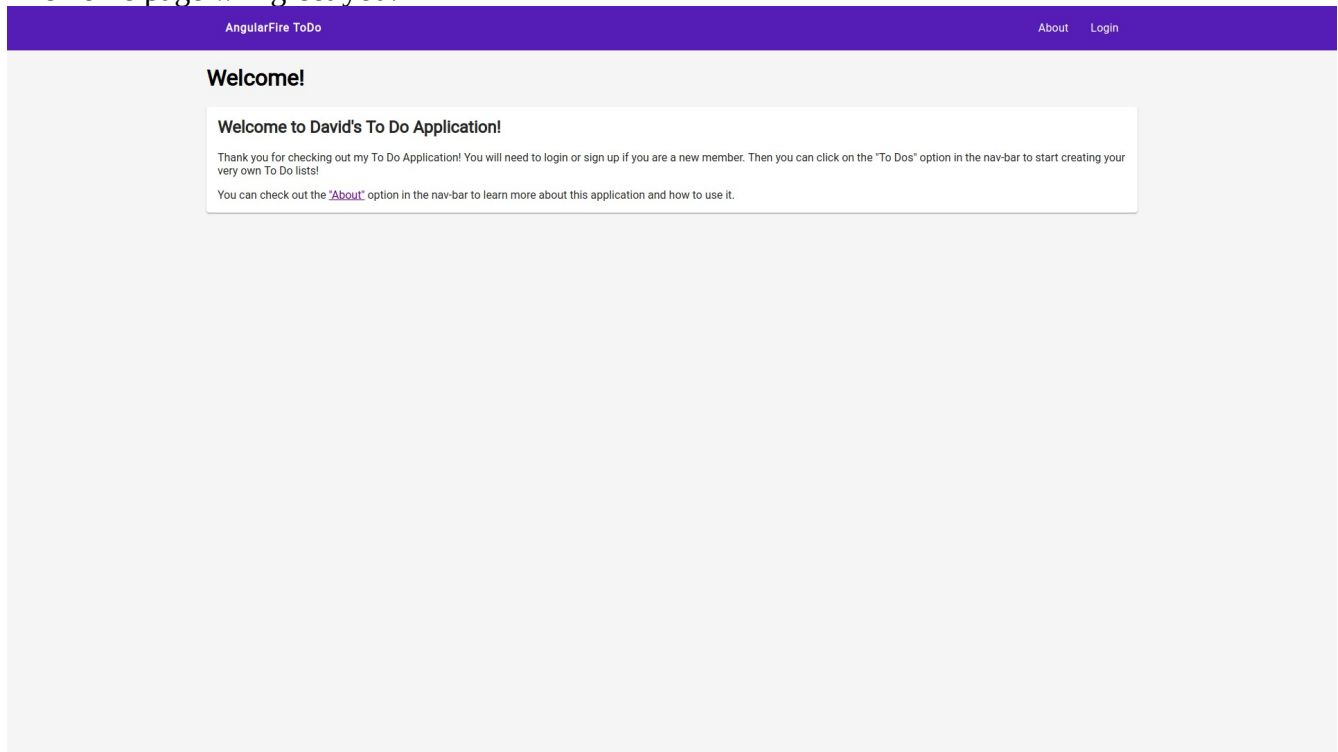 AngularFire ToDo About Login
Welcome!
Welcome to David's To Do Application!
Thank you for checking out my To Do Application! You will need to login or sign up if you are a new member. Then you can click on the "To Dos" option in the nav-bar to start creating your
very own To Do lists!
You can check out the "About" option in the nav-bar to learn more about this application and how to use it.